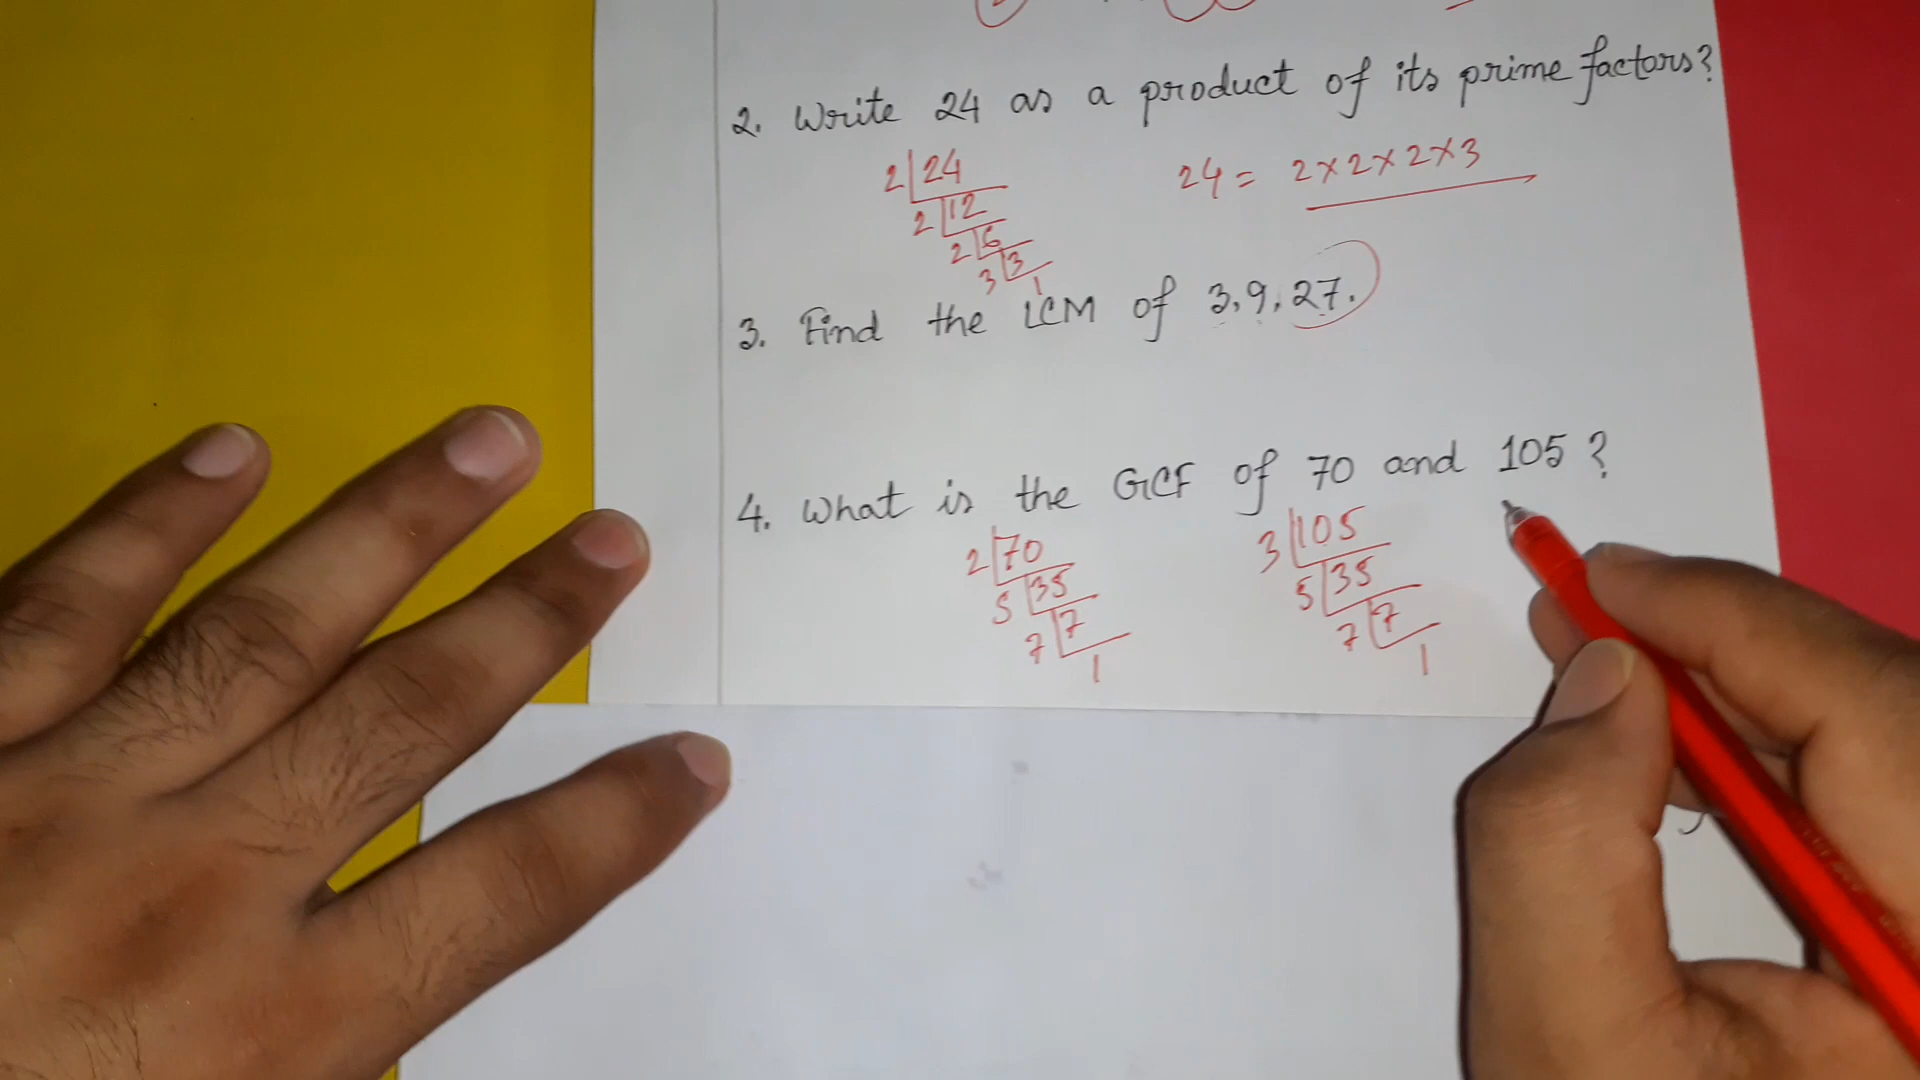 2. Write 24 as a product of its prime factors?
2 24 24 = 2 x 2 x 2 x 3
2 12
2 6
3 3
1
3. Find the LCM of 3, 9, 27.
4. What is the GCF of 70 and 105 ?
2 70 3 105
5 35 5 35
7 7 7 7
1 1